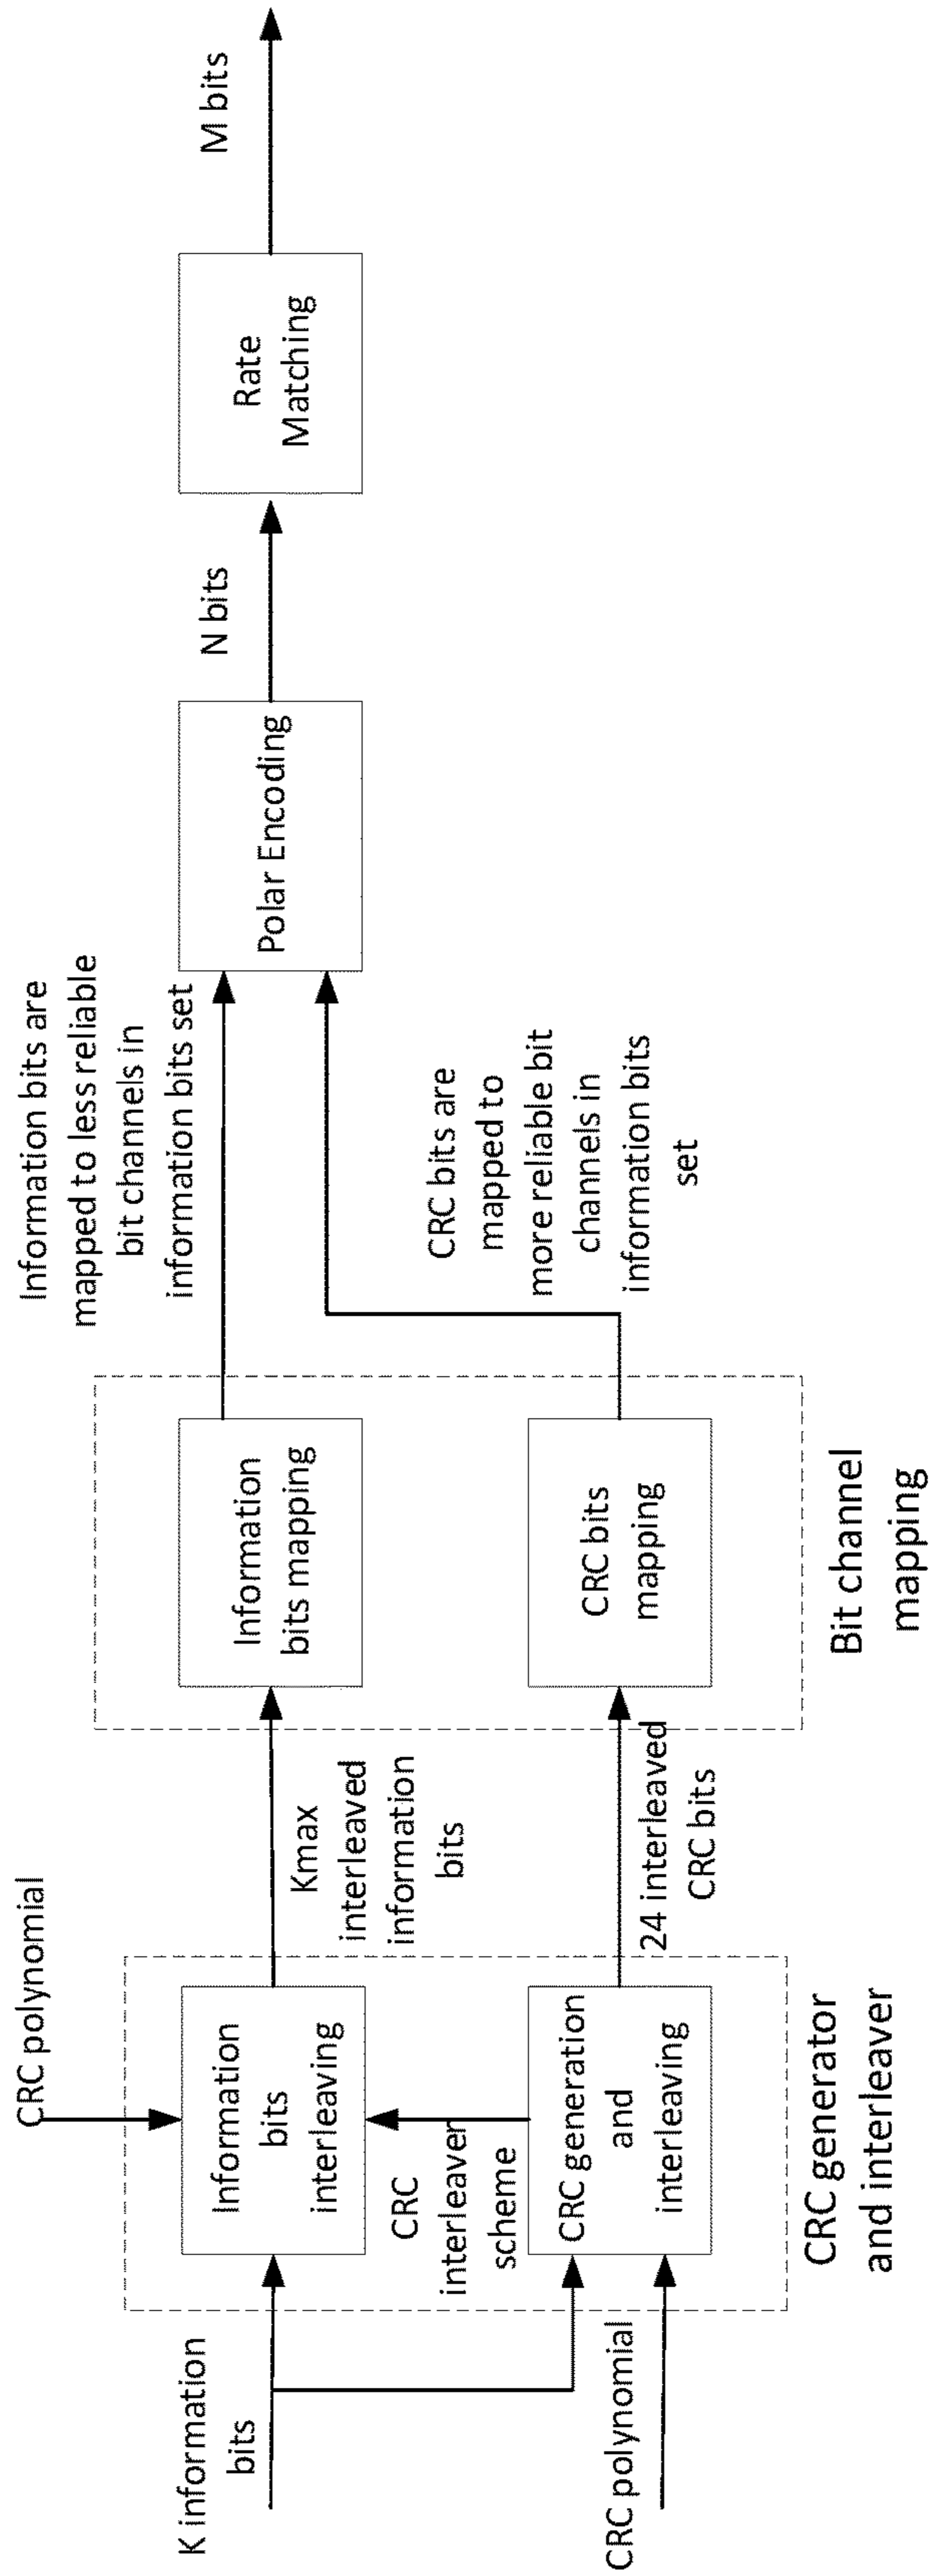 K information
bits
CRC polynomial
CRC polynomial
Information
bits
interleaving
CRC
interleaver
scheme
CRC generation
and
interleaving
CRC generator
and interleaver
Kmax
interleaved
information
bits
24 interleaved
CRC bits
Information
bits mapping
CRC bits
mapping
Bit channel
mapping
Information bits are
mapped to less reliable
bit channels in
information bits set
CRC bits are
mapped to
more reliable bit
channels in
information bits
set
Polar Encoding
N bits
Rate
Matching
M bits